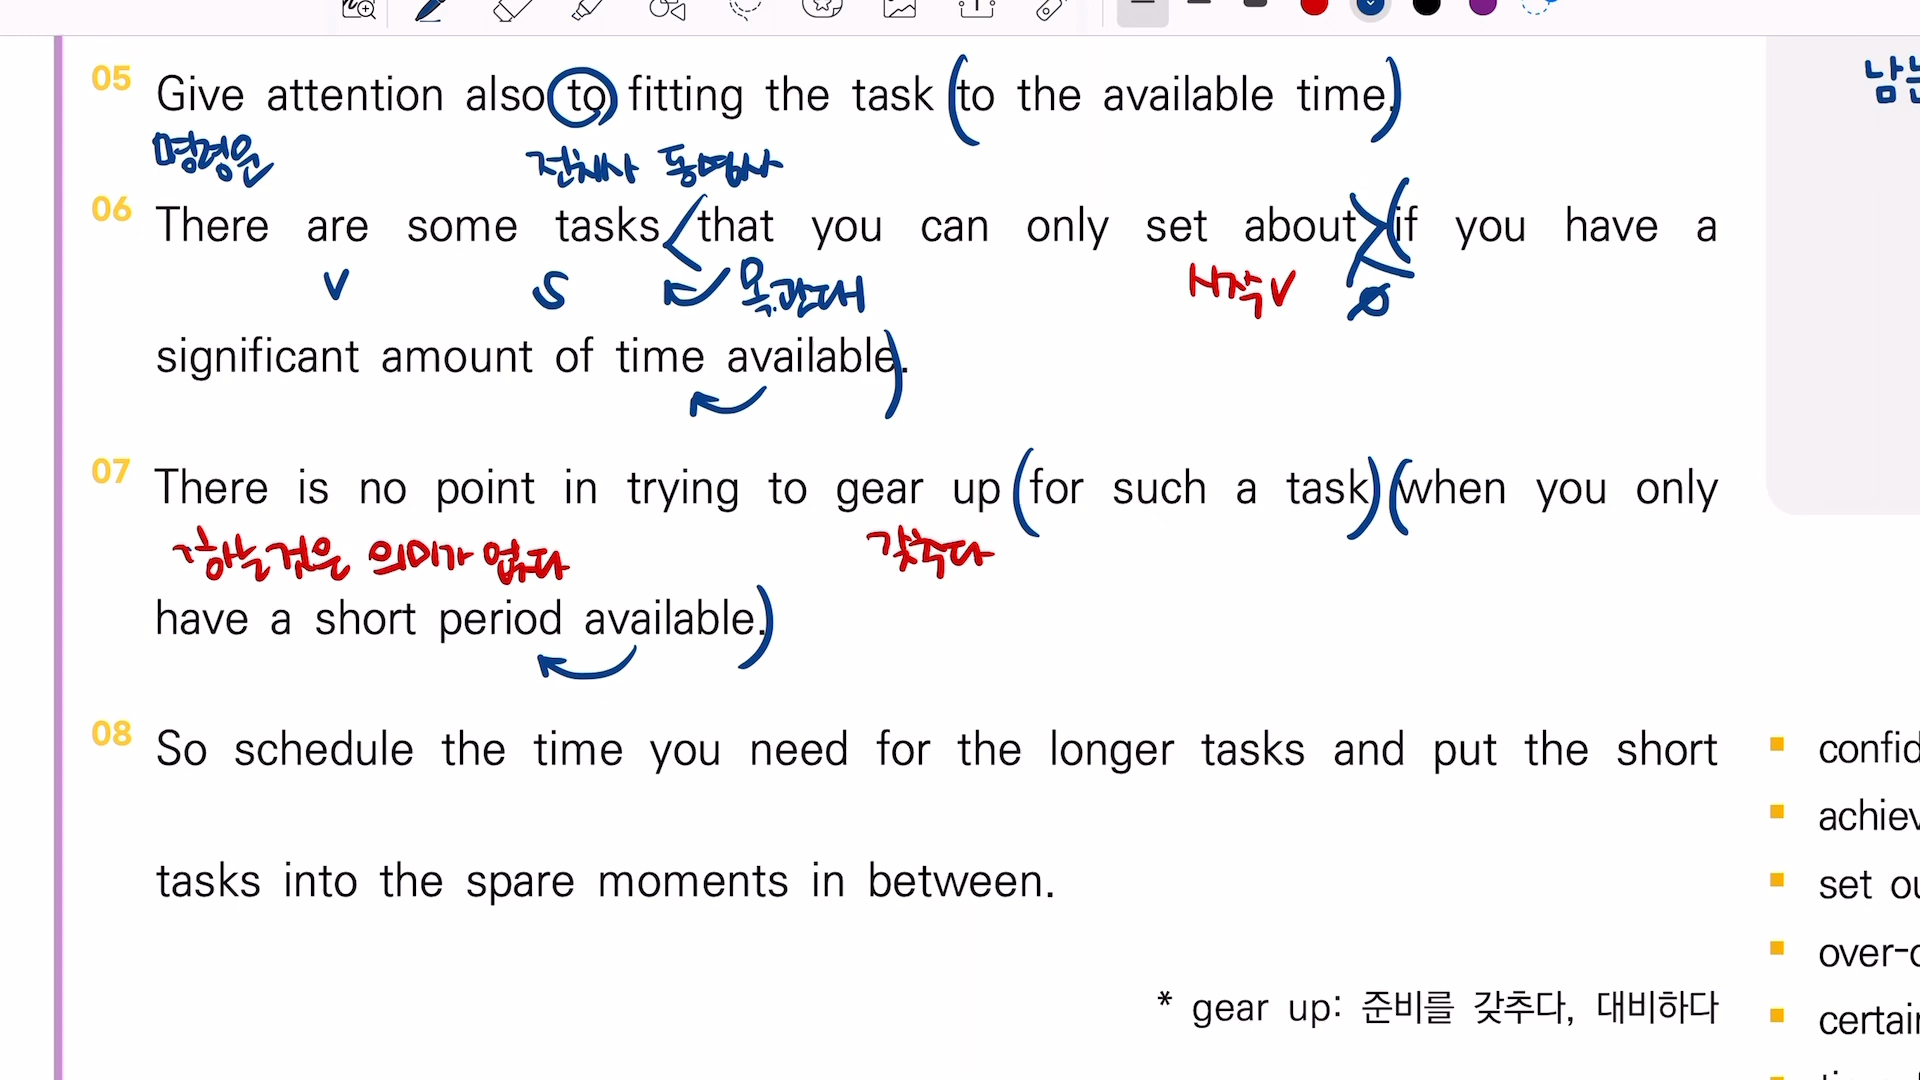 남는
05 Give attention also to fitting the task (to the available time.)
명령문 전치사 동명사
06 There are some tasks <that you can only set about> (if you have a
V S 목.관.대 시작V Ø
significant amount of time available).
07 There is no point in trying to gear up (for such a task) (when you only
~하는 것은 의미가 없다 갖추다
have a short period available.)
08 So schedule the time you need for the longer tasks and put the short
tasks into the spare moments in between.
* gear up: 준비를 갖추다, 대비하다
confid
achiev
set ou
over-c
certain